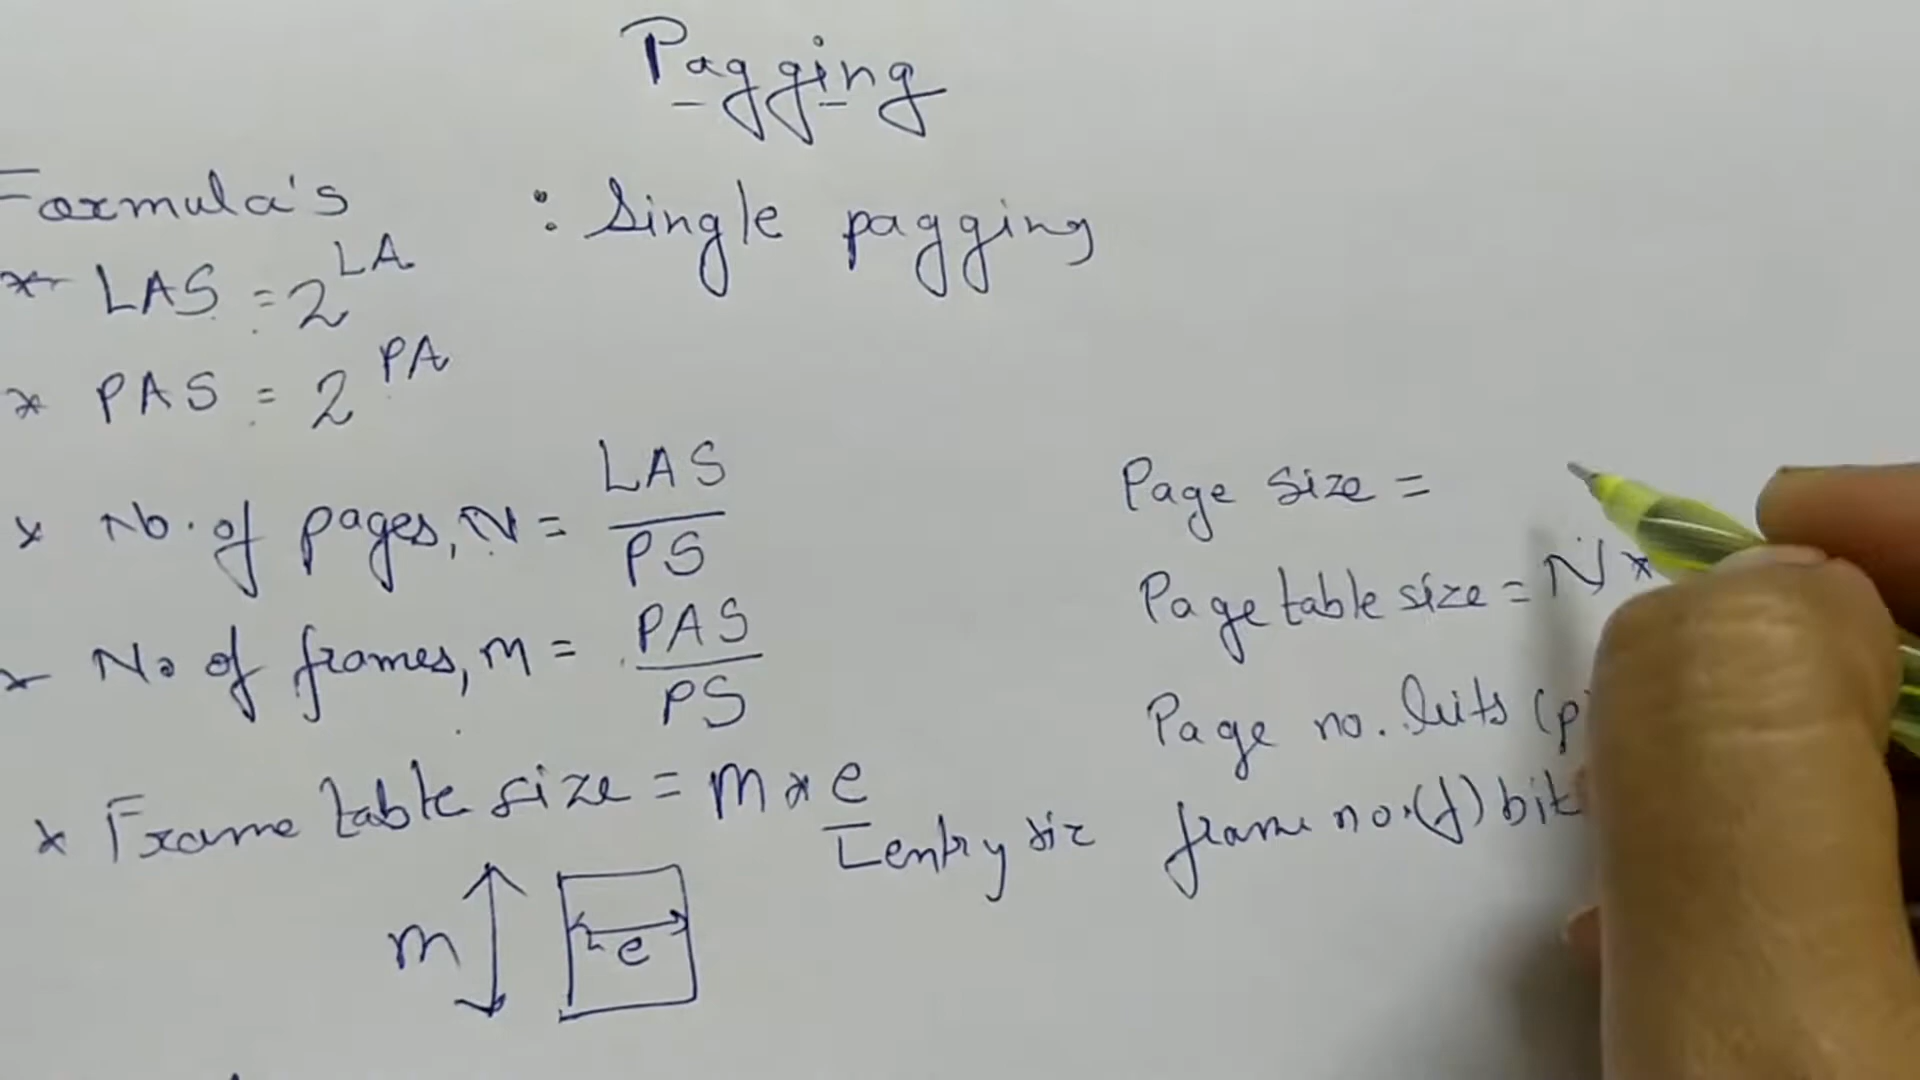 Pagging
Formula's : Single pagging
* LAS = 2^LA
* PAS = 2^PA
* No. of pages, N = LAS / PS
* No of frames, m = PAS / PS
* Frame table size = m * e
entry siz
m
e
Page size =
Page table size = N *
Page no. bits (p
frame no. (f) bit